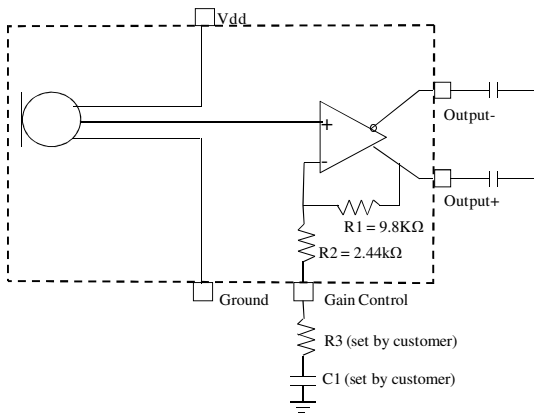 Vdd
+
Output-
-
Output+
R1 = 9.8KΩ
R2 = 2.44kΩ
Ground
Gain Control
R3 (set by customer)
C1 (set by customer)